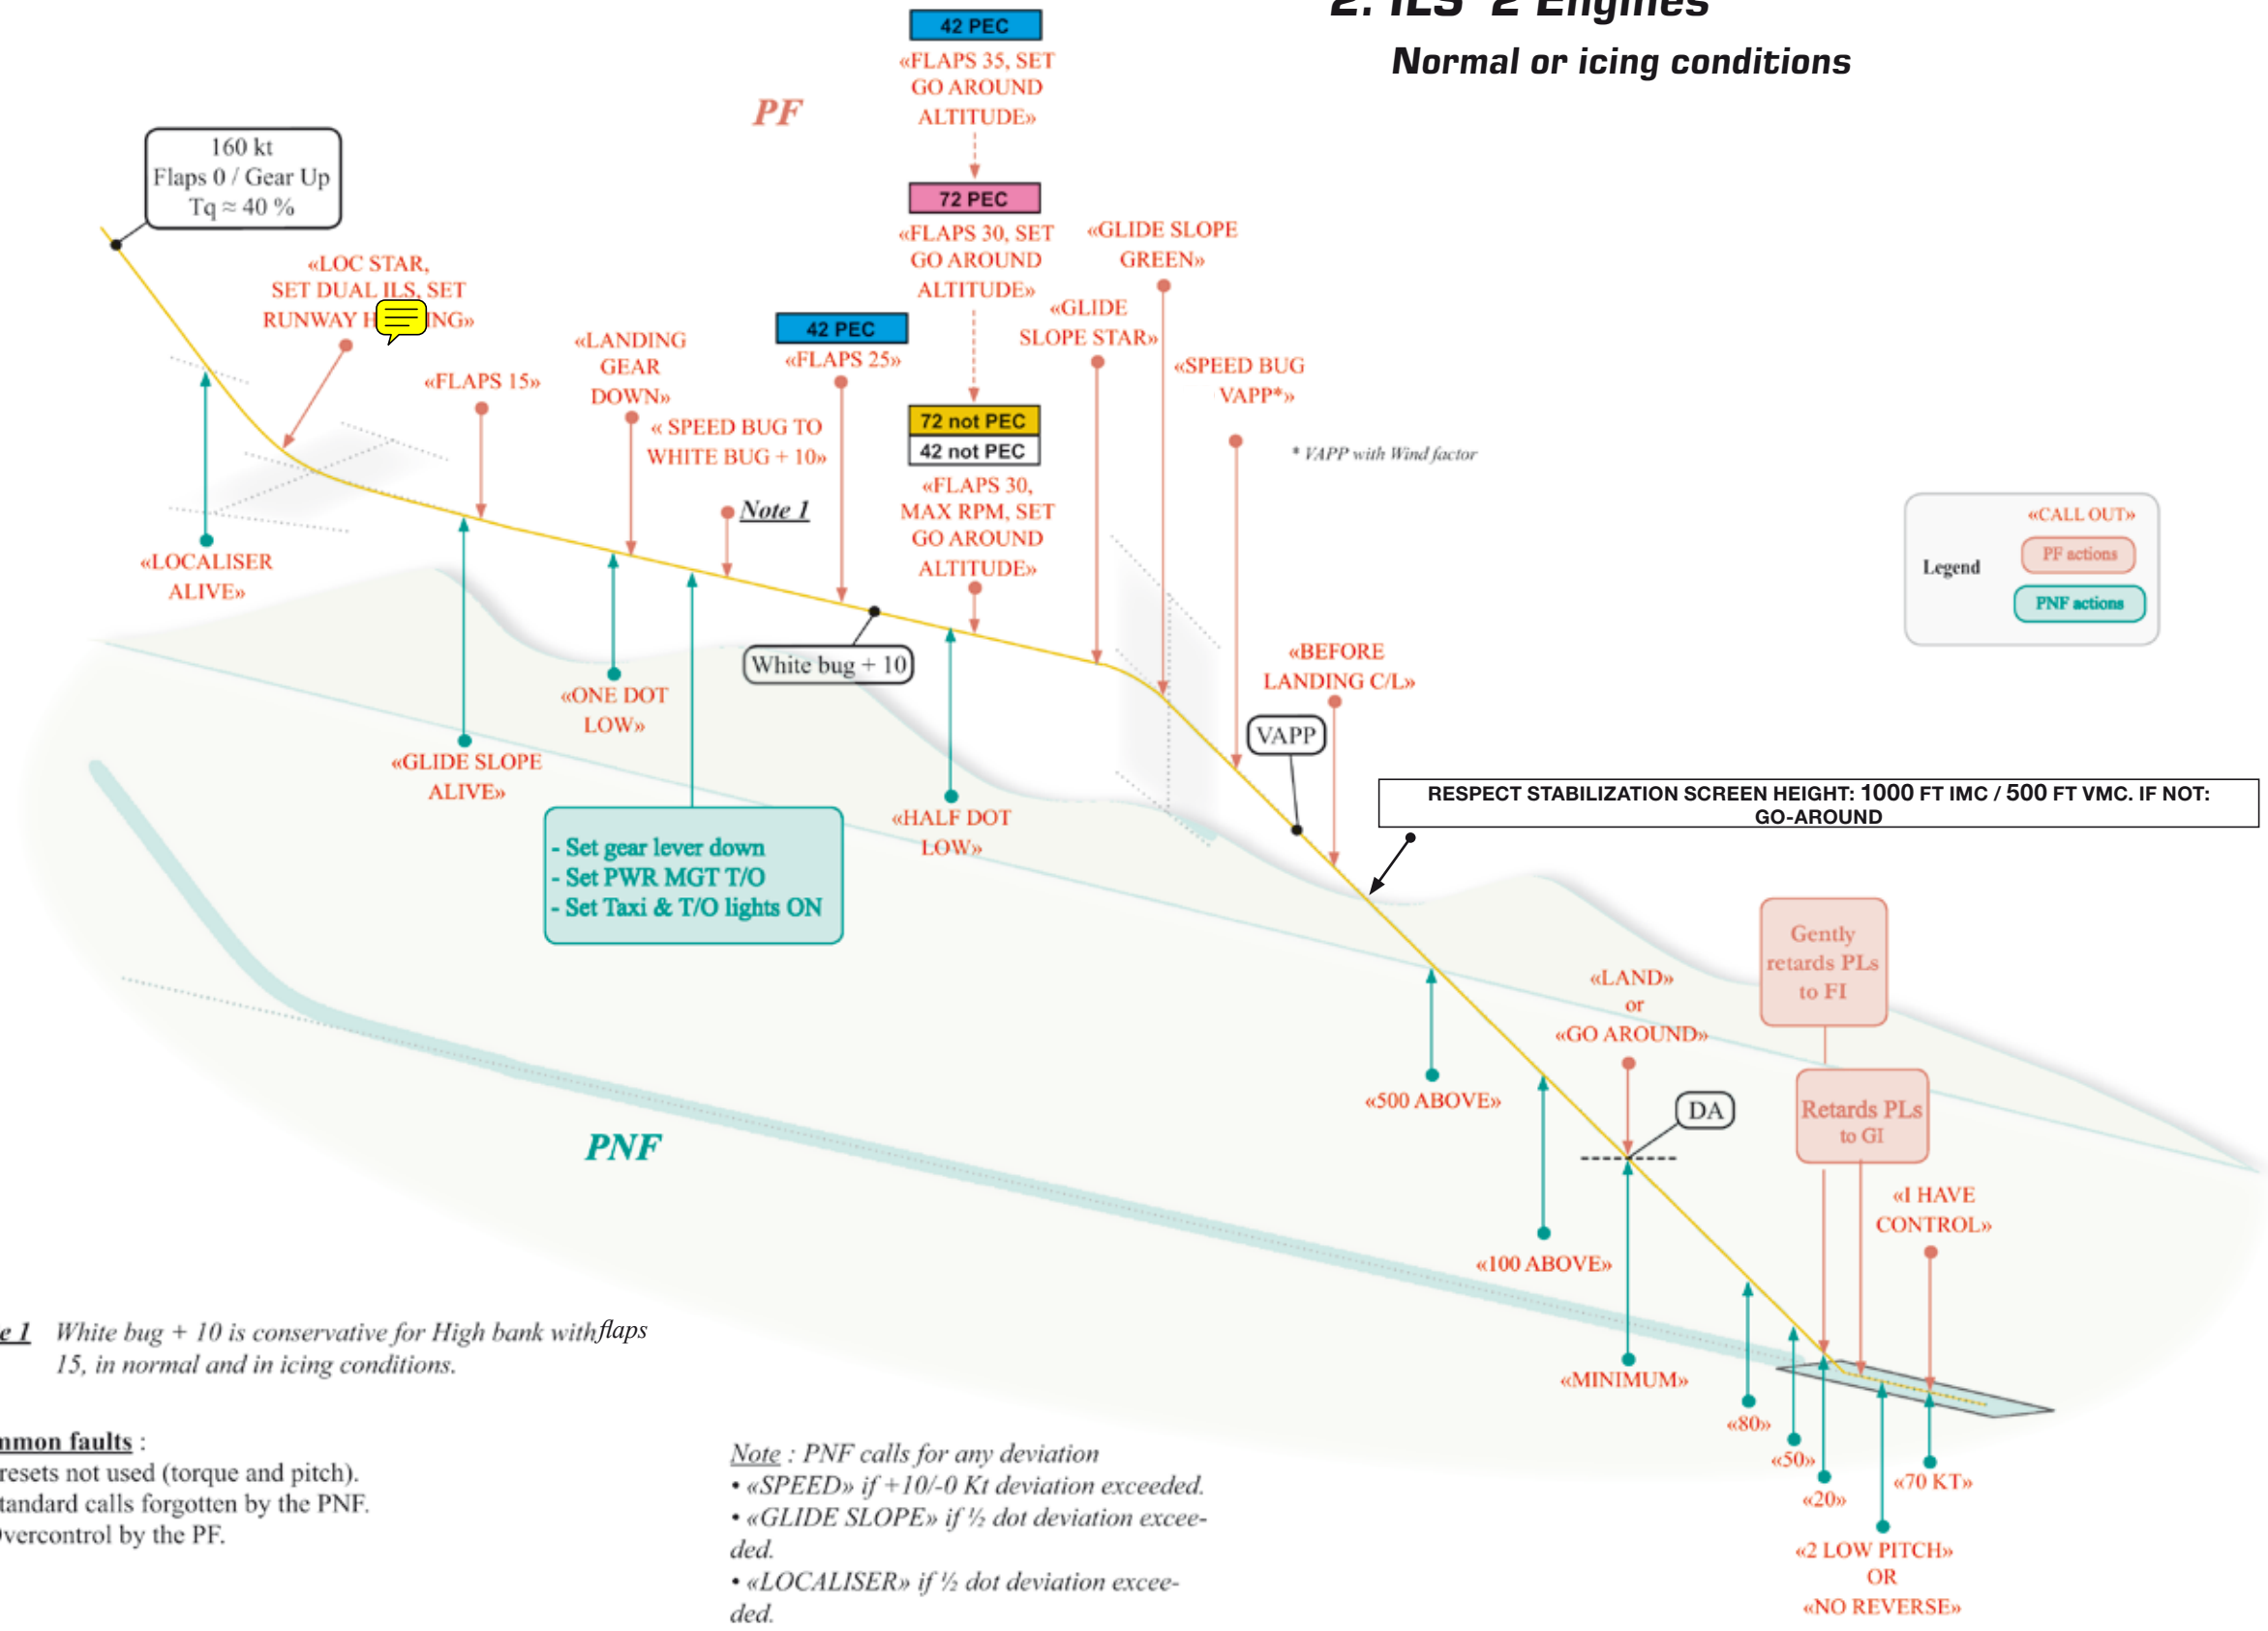 2. ILS 2 Engines
Normal or icing conditions
PF
42 PEC
«FLAPS 35, SET
GO AROUND
ALTITUDE»
72 PEC
«FLAPS 30, SET
GO AROUND
ALTITUDE»
72 not PEC
42 not PEC
«FLAPS 30,
MAX RPM, SET
GO AROUND
ALTITUDE»
160 kt
Flaps 0 / Gear Up
Tq ≈ 40 %
«LOC STAR,
SET DUAL ILS, SET
RUNWAY H ING»
«FLAPS 15»
«LANDING
GEAR
DOWN»
« SPEED BUG TO
WHITE BUG + 10»
Note 1
42 PEC
«FLAPS 25»
«GLIDE SLOPE
GREEN»
«GLIDE
SLOPE STAR»
«SPEED BUG
VAPP*»
* VAPP with Wind factor
Legend
«CALL OUT»
PF actions
PNF actions
«LOCALISER
ALIVE»
«GLIDE SLOPE
ALIVE»
«ONE DOT
LOW»
White bug + 10
- Set gear lever down
- Set PWR MGT T/O
- Set Taxi & T/O lights ON
«HALF DOT
LOW»
«BEFORE
LANDING C/L»
VAPP
RESPECT STABILIZATION SCREEN HEIGHT: 1000 FT IMC / 500 FT VMC. IF NOT:
GO-AROUND
«500 ABOVE»
«100 ABOVE»
«LAND»
or
«GO AROUND»
DA
«MINIMUM»
Gently
retards PLs
to FI
Retards PLs
to GI
«I HAVE
CONTROL»
«80»
«50»
«20»
«70 KT»
«2 LOW PITCH»
OR
«NO REVERSE»
PNF
e 1 White bug + 10 is conservative for High bank with flaps
15, in normal and in icing conditions.
mmon faults :
resets not used (torque and pitch).
tandard calls forgotten by the PNF.
vercontrol by the PF.
Note : PNF calls for any deviation
• «SPEED» if +10/-0 Kt deviation exceeded.
• «GLIDE SLOPE» if ½ dot deviation excee-
ded.
• «LOCALISER» if ½ dot deviation excee-
ded.